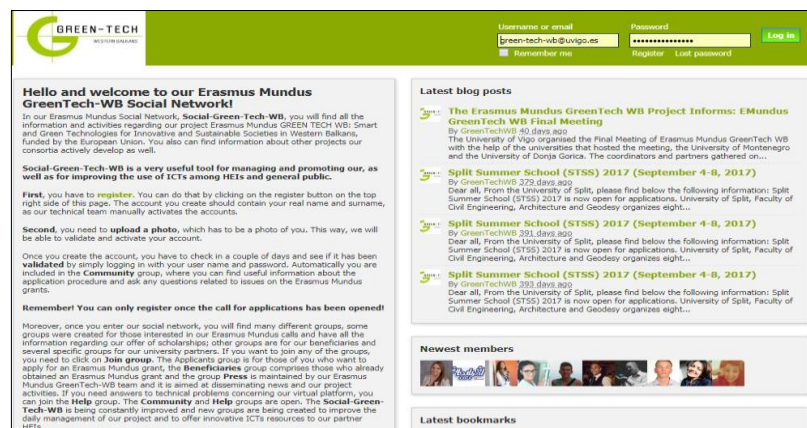 GREEN-TECH
WESTERN BALKANS
Username or email
Password
green-tech-wb@uvigo.es
Log in
Remember me
Register Lost password
Hello and welcome to our Erasmus Mundus
GreenTech-WB Social Network!
In our Erasmus Mundus Social Network, Social-Green-Tech-WB, you will find all the
information and activities regarding our project Erasmus Mundus GREEN TECH WB: Smart
and Green Technologies for Innovative and Sustainable Societies in Western Balkans,
funded by the European Union. You can also find information about other projects our
consortia actively develop as well.
Social-Green-Tech-WB is a very useful tool for managing and promoting our, as
well as for improving the use of ICTs among HEIs and general public.
First, you have to register. You can do that by clicking on the register button on the top
right side of this page. The account you create should contain your real name and surname,
as our technical team manually activates the accounts.
Second, you need to upload a photo, which has to be a photo of you. This way, we will
be able to validate and activate your account.
Once you create the account, you have to check in a couple of days and see if it has been
validated by simply logging in with your user name and password. Automatically you are
included in the Community group, where you can find useful information about the
application procedure and ask any questions related to issues on the Erasmus Mundus
grants.
Remember! You can only register once the call for applications has been opened!
Moreover, once you enter our social network, you will find many different groups, some
groups were created for those interested in our Erasmus Mundus calls and have all the
information regarding our offer of scholarships; other groups are for our beneficiaries and
several specific groups for our university partners. If you want to join any of the groups,
you need to click on Join group. The Applicants group is for those of you who want to
apply for an Erasmus Mundus grant, the Beneficiaries group comprises those who already
obtained an Erasmus Mundus grant and the group Press is maintained by our Erasmus
Mundus GreenTech-WB team and it is aimed at disseminating news and our project
activities. If you need answers to technical problems concerning our virtual platform, you
can join the Help group. The Community and Help groups are open. The Social-Green-
Tech-WB is being constantly improved and new groups are being created to improve the
daily management of our project and to offer innovative ICTs resources to our partner
HEIs.
Latest blog posts
The Erasmus Mundus GreenTech WB Project Informs: EMundus
GreenTech WB Final Meeting
By GreenTechWB 40 days ago
The University of Vigo organised the Final Meeting of Erasmus Mundus GreenTech WB
with the help of the universities that hosted the meeting, the University of Montenegro
and the University of Donja Gorica. The coordinators and partners gathered on...
Split Summer School (STSS) 2017 (September 4-8, 2017)
By GreenTechWB 379 days ago
Dear all, From the University of Split, please find below the following information: Split
Summer School (STSS) 2017 is now open for applications. University of Split, Faculty of
Civil Engineering, Architecture and Geodesy organizes eight...
Split Summer School (STSS) 2017 (September 4-8, 2017)
By GreenTechWB 391 days ago
Dear all, From the University of Split, please find below the following information: Split
Summer School (STSS) 2017 is now open for applications. University of Split, Faculty of
Civil Engineering, Architecture and Geodesy organizes eight...
Split Summer School (STSS) 2017 (September 4-8, 2017)
By GreenTechWB 393 days ago
Dear all, From the University of Split, please find below the following information: Split
Summer School (STSS) 2017 is now open for applications. University of Split, Faculty of
Civil Engineering, Architecture and Geodesy organizes eight...
Newest members
Latest bookmarks